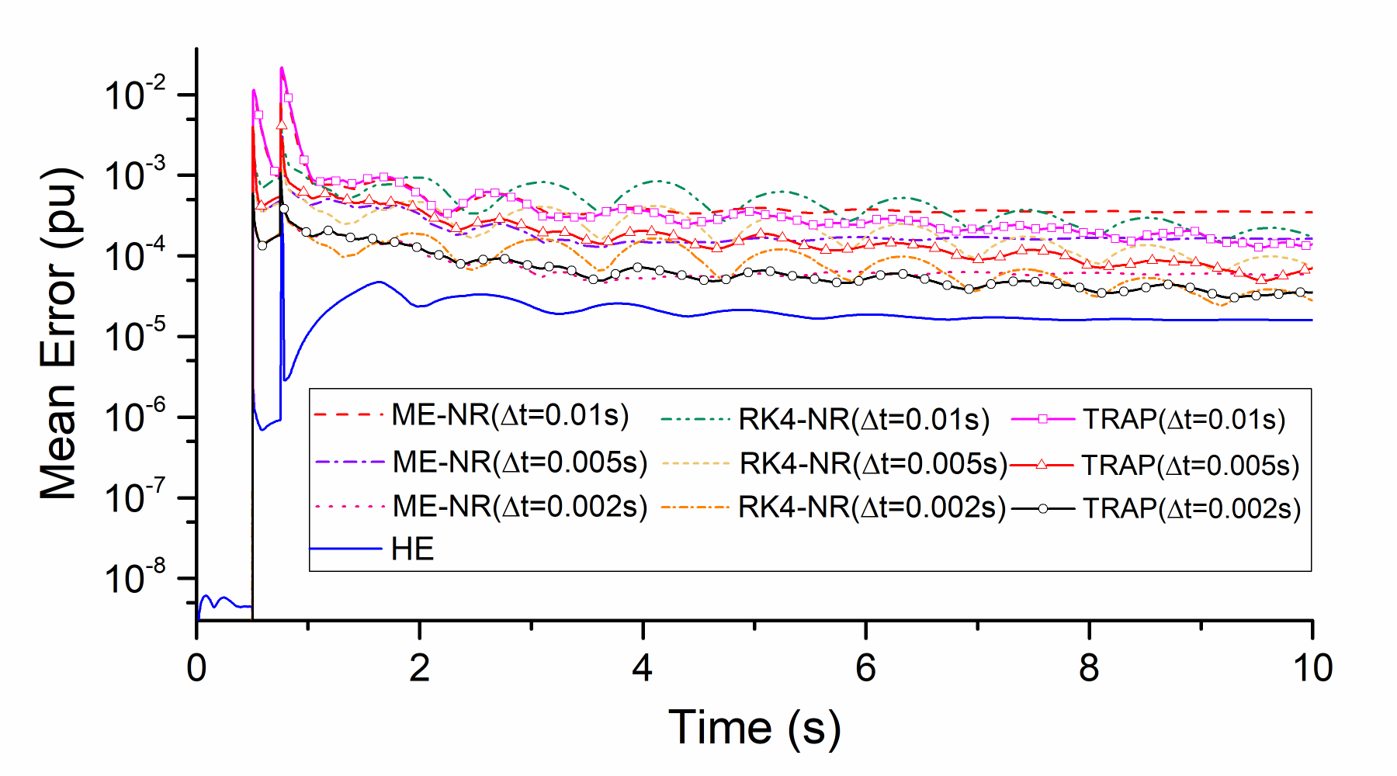 Mean Error (pu)
10⁻²
10⁻³
10⁻⁴
10⁻⁵
10⁻⁶
10⁻⁷
10⁻⁸
ME-NR(Δt=0.01s) RK4-NR(Δt=0.01s) TRAP(Δt=0.01s)
ME-NR(Δt=0.005s) RK4-NR(Δt=0.005s) TRAP(Δt=0.005s)
ME-NR(Δt=0.002s) RK4-NR(Δt=0.002s) TRAP(Δt=0.002s)
HE
0 2 4 6 8 10
Time (s)